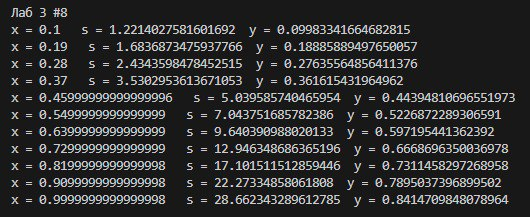 Лаб 3 #8
x = 0.1 s = 1.2214027581601692 y = 0.09983341664682815
x = 0.19 s = 1.6836873475937766 y = 0.18885889497650057
x = 0.28 s = 2.4343598478452515 y = 0.27635564856411376
x = 0.37 s = 3.5302953613671053 y = 0.361615431964962
x = 0.45999999999999996 s = 5.039585740465954 y = 0.44394810696551973
x = 0.5499999999999999 s = 7.043751685782386 y = 0.5226872289306591
x = 0.6399999999999999 s = 9.640390988020133 y = 0.597195441362392
x = 0.7299999999999999 s = 12.946348686365196 y = 0.6668696350036978
x = 0.8199999999999998 s = 17.101511512859446 y = 0.7311458297268958
x = 0.9099999999999998 s = 22.27334858061808 y = 0.7895037396899502
x = 0.9999999999999998 s = 28.662343289612785 y = 0.8414709848078964